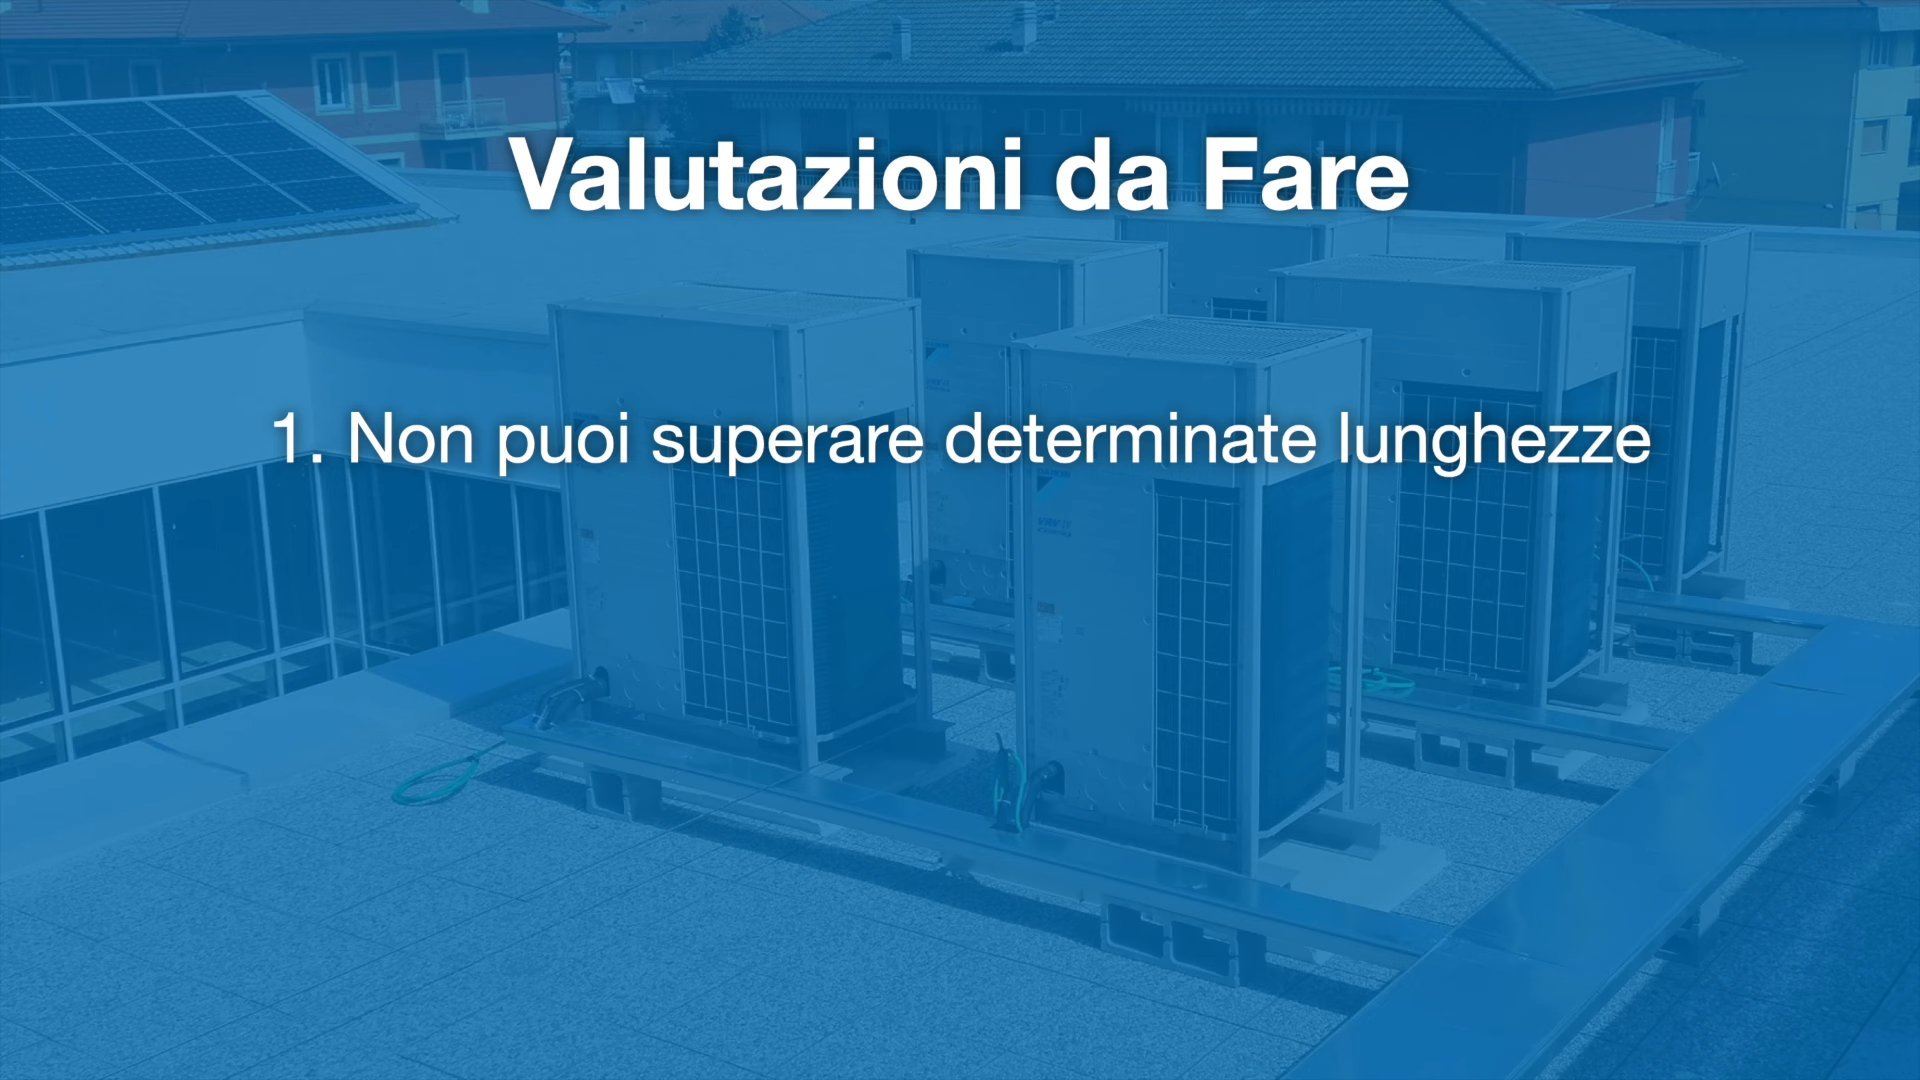 Valutazioni da Fare
1. Non puoi superare determinate lunghezze